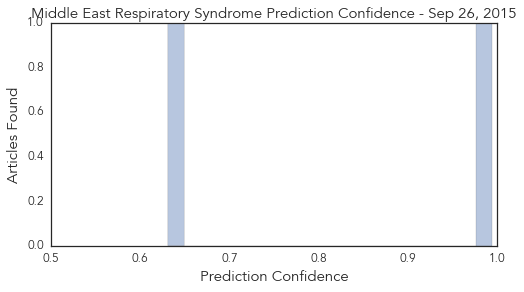 Middle East Respiratory Syndrome Prediction Confidence - Sep 26, 2015
1.0
0.8
0.6
0.4
0.2
0.0
Articles Found
0.5 0.6 0.7 0.8 0.9 1.0
Prediction Confidence